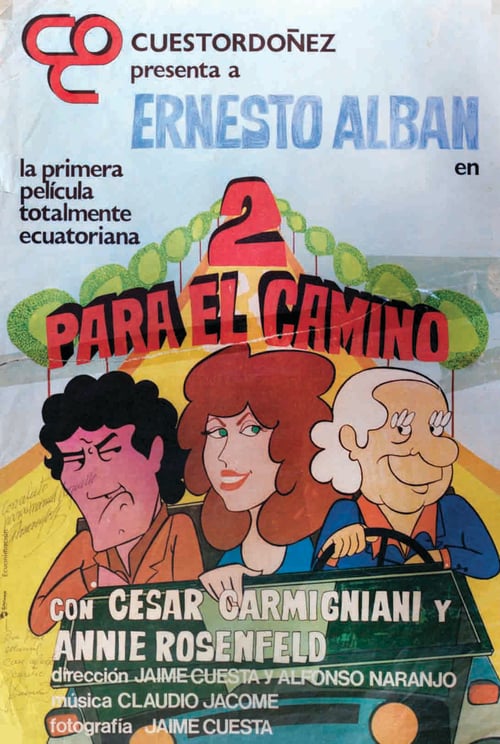 CUESTORDOÑEZ
presenta a
ERNESTO ALBAN
en
la primera
película
totalmente
ecuatoriana
2
PARA EL CAMINO
CON CESAR CARMIGNIANI Y
ANNIE ROSENFELD
dirección JAIME CUESTA Y ALFONSO NARANJO
música CLAUDIO JACOME
fotografía JAIME CUESTA